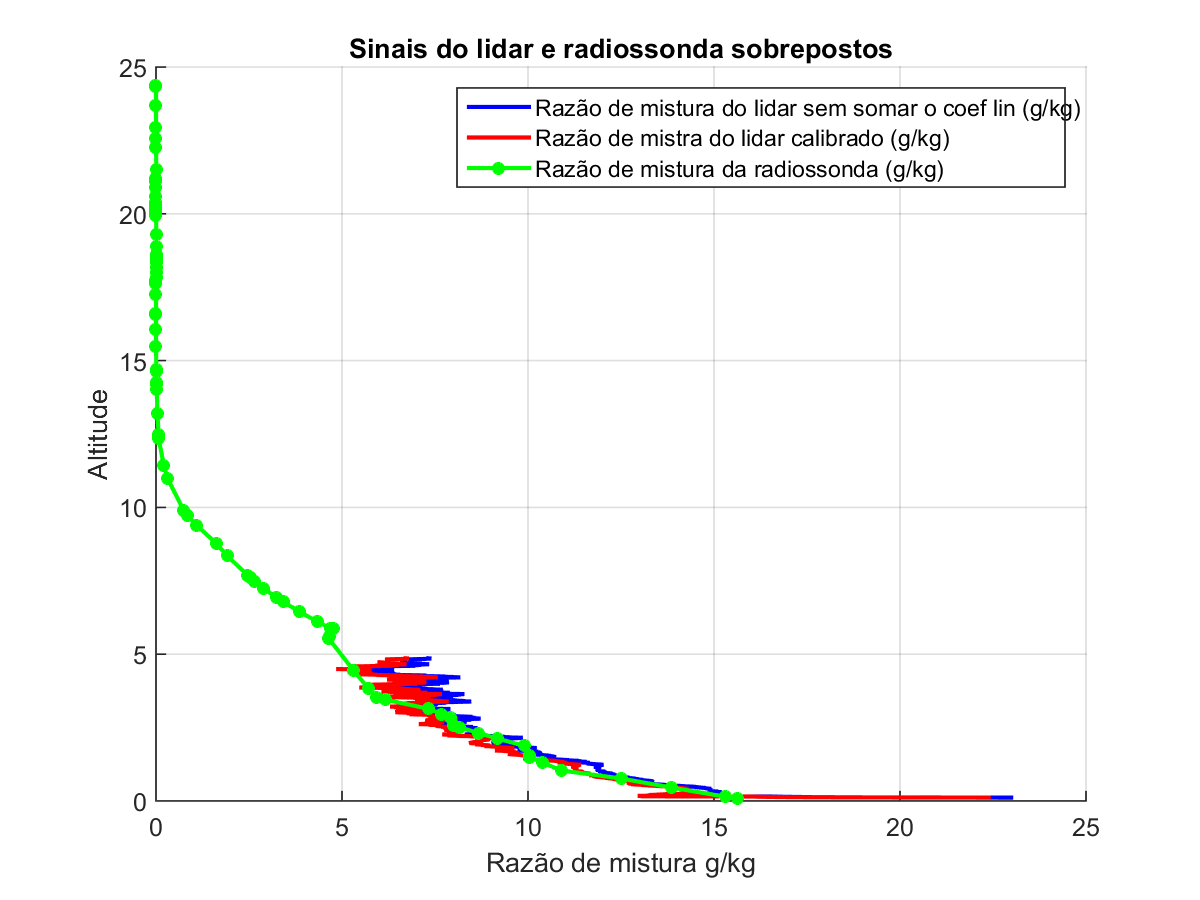 Sinais do lidar e radiossonda sobrepostos
25
Razão de mistura do lidar sem somar o coef lin (g/kg)
Razão de mistra do lidar calibrado (g/kg)
Razão de mistura da radiossonda (g/kg)
20
15
Altitude
10
5
0
0 5 10 15 20 25
Razão de mistura g/kg